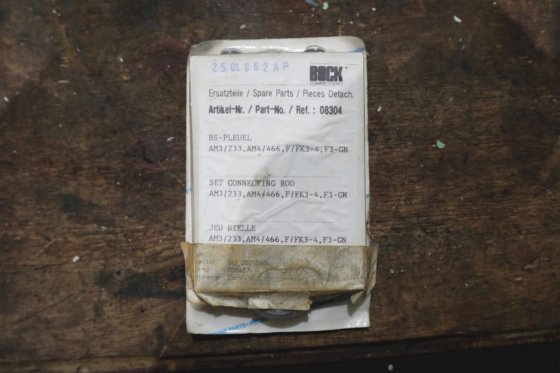 BOCK
Ersatzteile / Spare Parts / Pieces Detach.
Artikel-Nr. / Part-No. / Ref. : 08304
BS-PLEUEL
AM3/233,AM4/466,F/FK3-4,F3-GN
SET CONNECTING ROD
AM3/233,AM4/466,F/FK3-4,F3-GN
JEU BIELLE
AM3/233,AM4/466,F/FK3-4,F3-GN